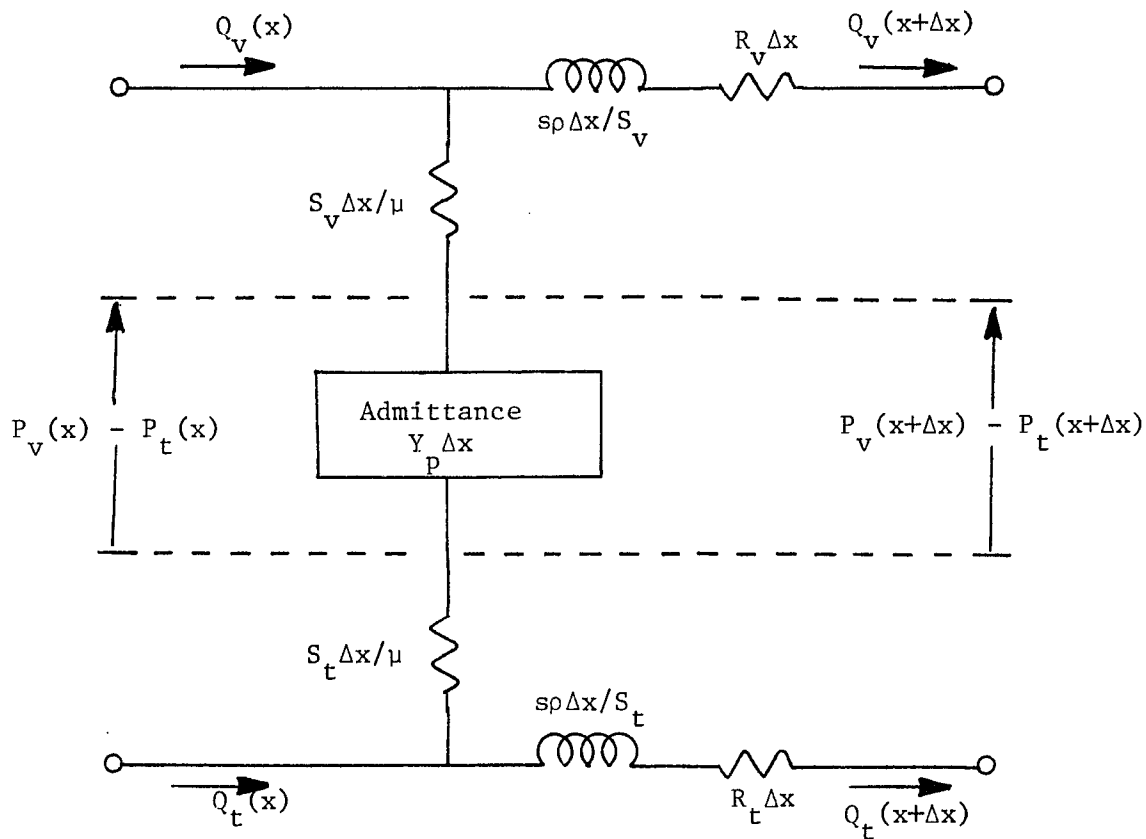 Q_v(x)
R_vΔx
Q_v(x+Δx)
sρΔx/S_v
S_vΔx/μ
Admittance
Y_pΔx
P_v(x) - P_t(x)
P_v(x+Δx) - P_t(x+Δx)
S_tΔx/μ
sρΔx/S_t
Q_t(x)
R_tΔx
Q_t(x+Δx)